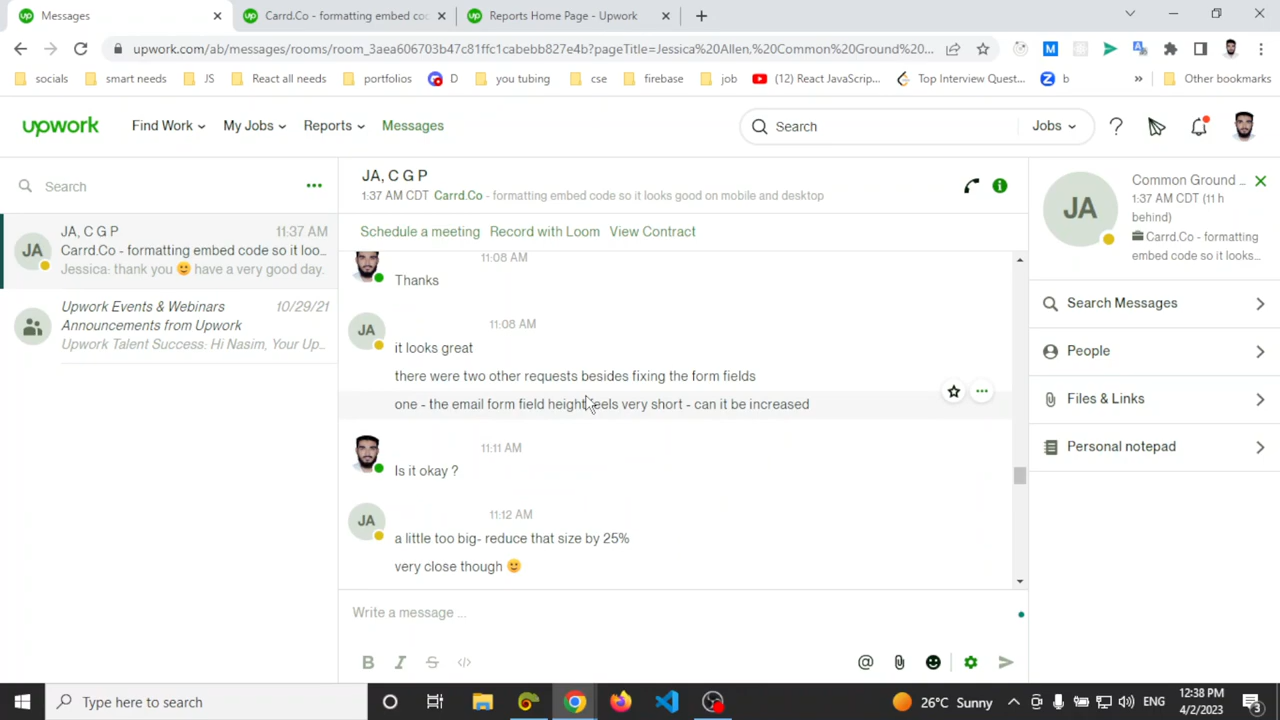 Messages
Carrd.Co - formatting embed co
Reports Home Page - Upwork
upwork.com/ab/messages/rooms/room_3aea606703b47c81ffc1cabebb827e4b?pageTitle=Jessica%20Allen,%20Common%20Ground%20...
socials
smart needs
JS
React all needs
portfolios
D
you tubing
cse
firebase
job
(12) React JavaScrip...
Top Interview Quest...
b
»
Other bookmarks
upwork
Find Work
My Jobs
Reports
Messages
Search
Jobs
Search
JA
JA, C G P
11:37 AM
Carrd.Co - formatting embed code so it loo...
Jessica: thank you 🙂 have a very good day.
Upwork Events & Webinars
10/29/21
Announcements from Upwork
Upwork Talent Success: Hi Nasim, Your Up...
JA, C G P
1:37 AM CDT Carrd.Co - formatting embed code so it looks good on mobile and desktop
Schedule a meeting
Record with Loom
View Contract
11:08 AM
Thanks
JA
11:08 AM
it looks great
there were two other requests besides fixing the form fields
one - the email form field height feels very short - can it be increased
11:11 AM
Is it okay ?
JA
11:12 AM
a little too big- reduce that size by 25%
very close though 🙂
Write a message ...
B
I
S
</>
@
JA
Common Ground ...
1:37 AM CDT (11 h
behind)
Carrd.Co - formatting
embed code so it looks...
Search Messages
People
Files & Links
Personal notepad
Type here to search
26°C Sunny
ENG
12:38 PM
4/2/2023
3